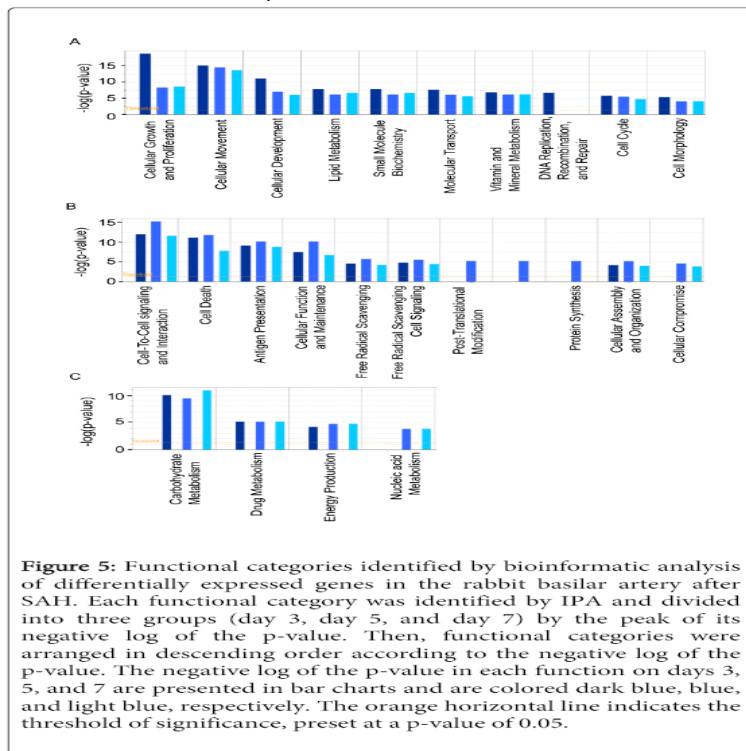 A
-log(p-value)
15
10
5
0
Cellular Growth
and Proliferation
Cellular Movement
Cellular Development
Lipid Metabolism
Small Molecule
Biochemistry
Molecular Transport
Vitamin and
Mineral Metabolism
DNA Replication,
Recombination,
and Repair
Cell Cycle
Cell Morphology
B
-log(p-value)
15
10
5
0
Cell-To-Cell signaling
and Interaction
Cell Death
Antigen Presentation
Cellular Function
and Maintenance
Free Radical Scavenging
Free Radical Scavenging
Cell Signaling
Post-Translational
Modification
Protein Synthesis
Cellular Assembly
and Organization
Cellular Compromise
C
-log(p-value)
10
5
0
Carbohydrate
Metabolism
Drug Metabolism
Energy Production
Nucleic acid
Metabolism
Figure 5: Functional categories identified by bioinformatic analysis
of differentially expressed genes in the rabbit basilar artery after
SAH. Each functional category was identified by IPA and divided
into three groups (day 3, day 5, and day 7) by the peak of its
negative log of the p-value. Then, functional categories were
arranged in descending order according to the negative log of the
p-value. The negative log of the p-value in each function on days 3,
5, and 7 are presented in bar charts and are colored dark blue, blue,
and light blue, respectively. The orange horizontal line indicates the
threshold of significance, preset at a p-value of 0.05.